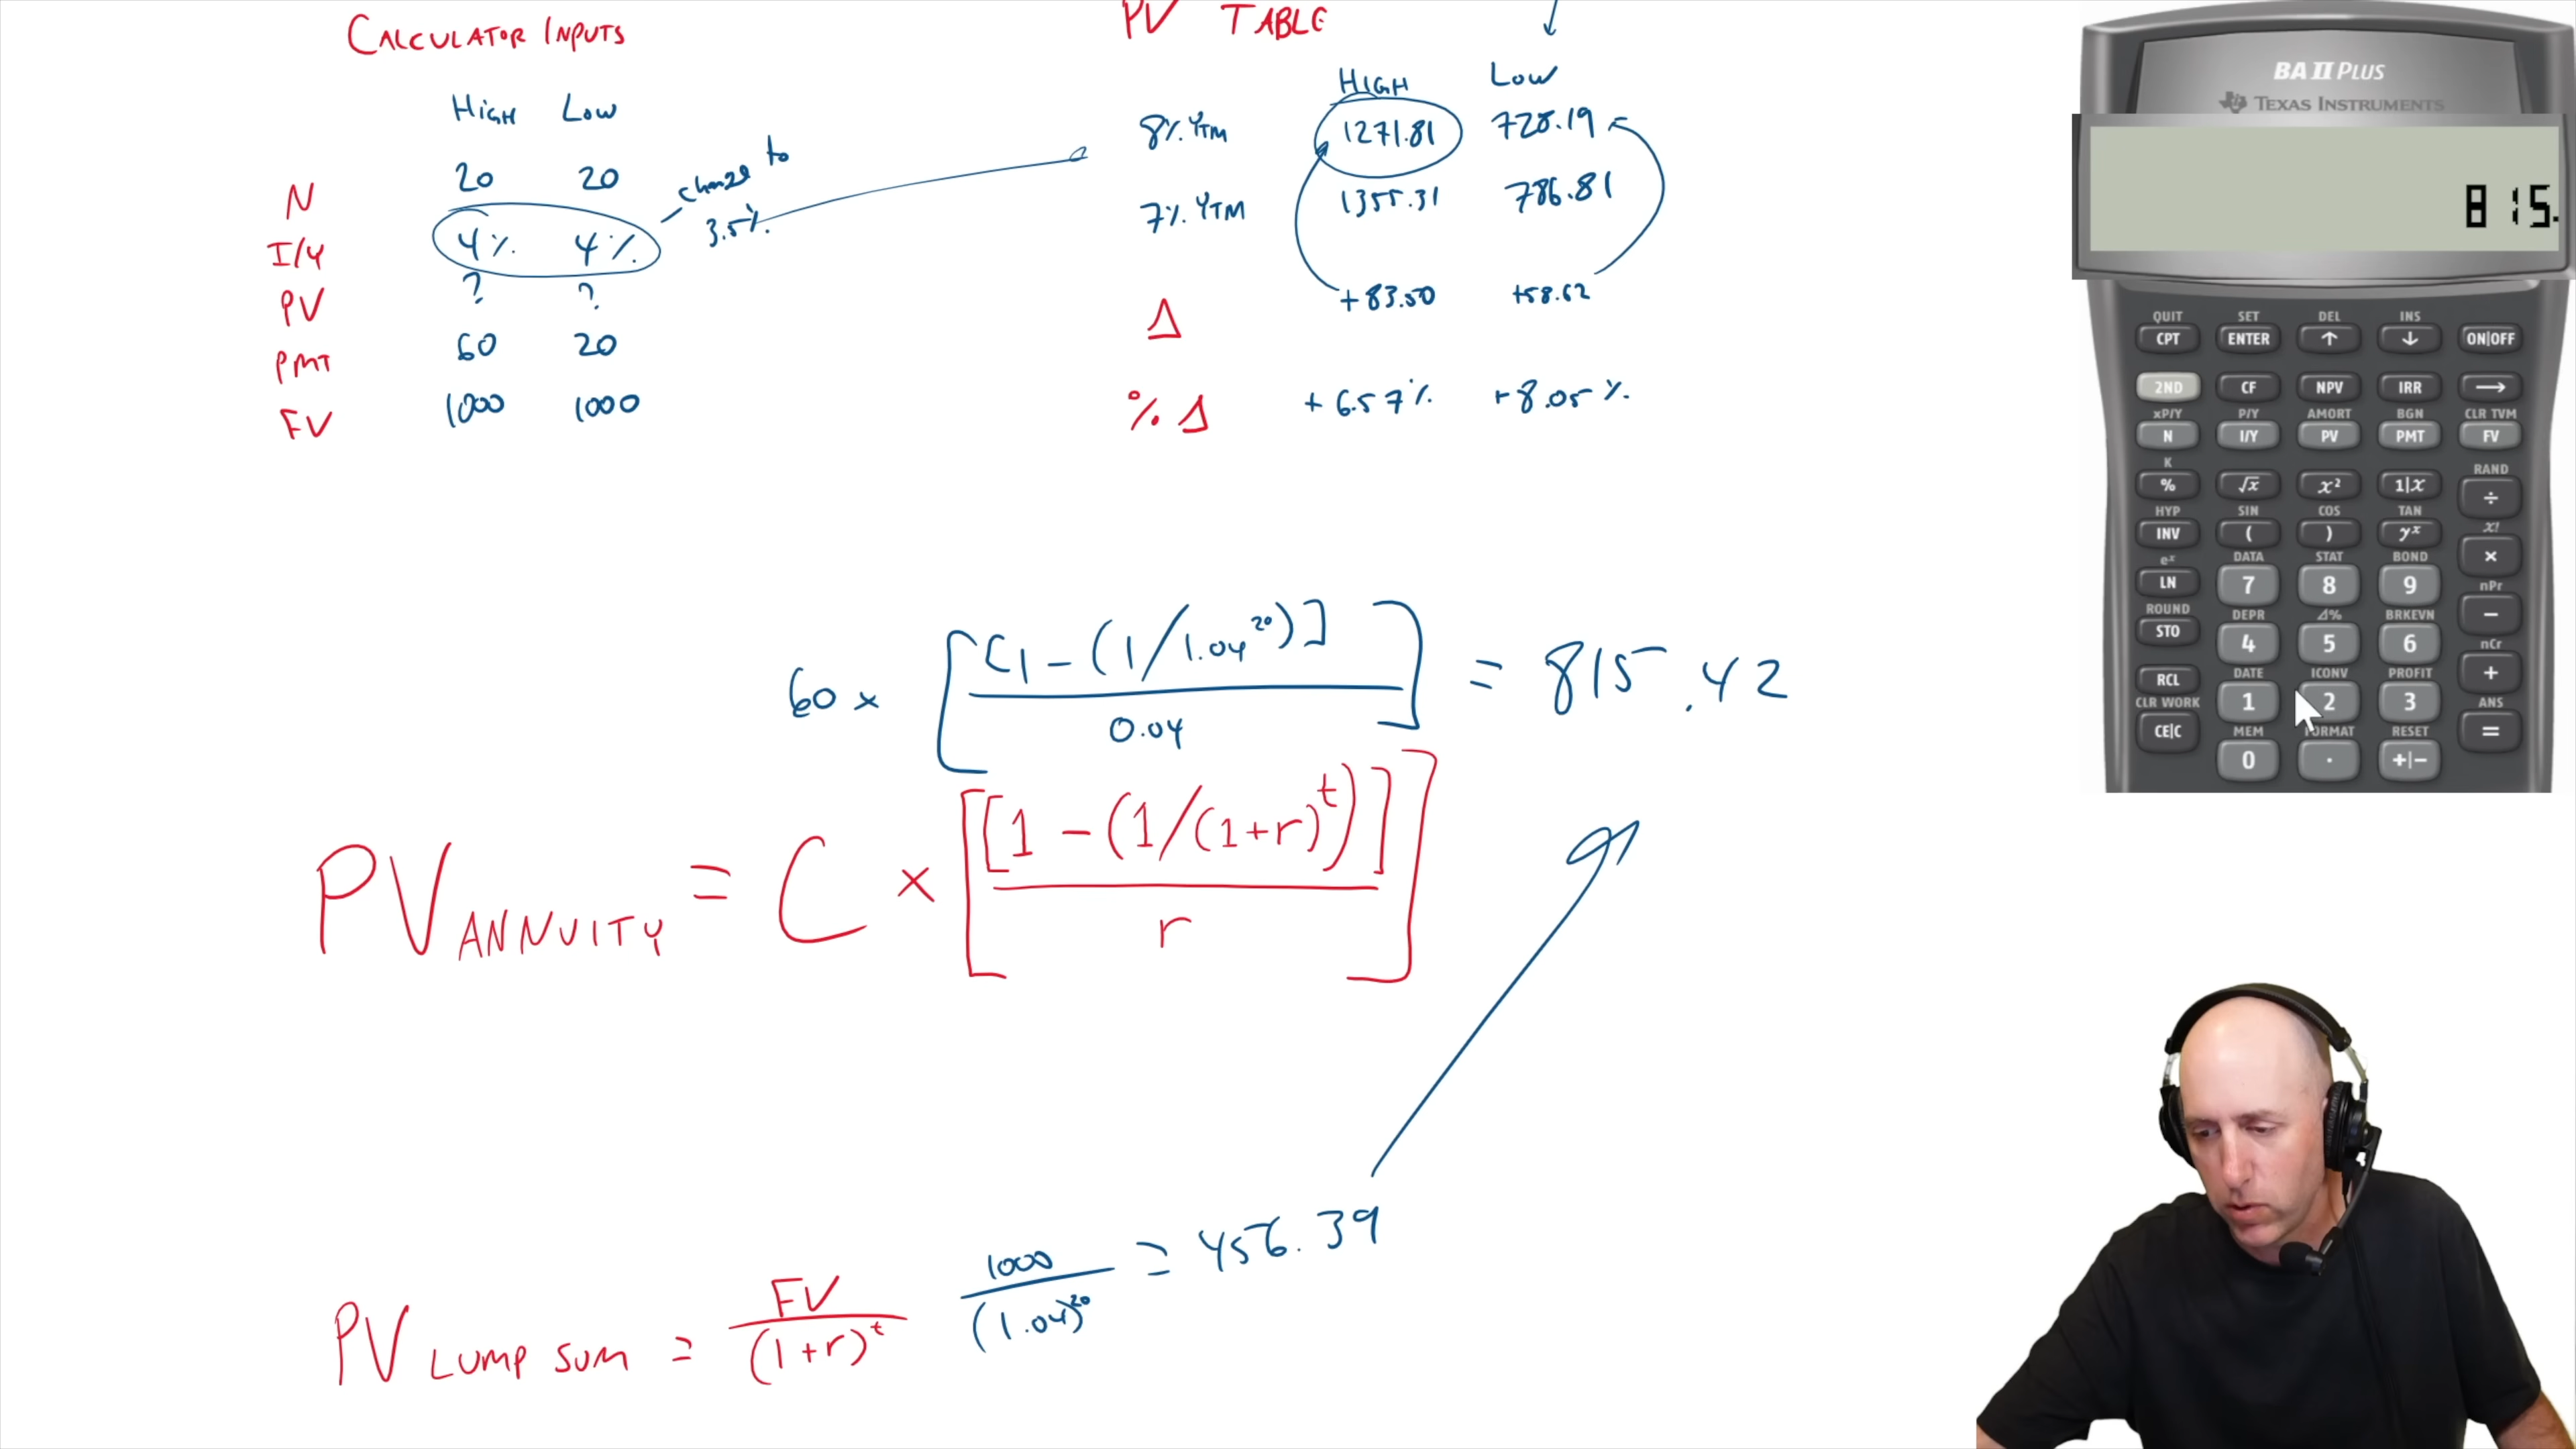 CALCULATOR INPUTS
High Low
N 20 20
I/Y 4% 4%
change to
3.5%
PV ? ?
PMT 60 20
FV 1000 1000
PV TABLE
HIGH Low
8% YTM 1271.81 728.19
7% YTM 1355.31 786.81
Δ +83.50 +58.62
% Δ +6.57% +8.05%
60 × [[1 - (1/1.04^20)] / 0.04] = 815.42
PV ANNUITY = C × [[1 - (1/(1+r)^t)] / r]
PV LUMP SUM = FV / (1+r)^t 1000 / (1.04)^20 = 456.39
BA II PLUS
TEXAS INSTRUMENTS
815.
QUIT SET DEL INS
CPT ENTER ↑ ↓ ON|OFF
2ND CF NPV IRR →
xP/Y P/Y AMORT BGN CLR TVM
N I/Y PV PMT FV
K RAND
% √x x² 1|x ÷
HYP SIN COS TAN x!
INV ( ) yˣ ×
eˣ DATA STAT BOND nPr
LN 7 8 9 −
ROUND DEPR Δ% BRKEVN nCr
STO 4 5 6 +
DATE ICONV PROFIT ANS
RCL 1 2 3 =
CLR WORK MEM FORMAT RESET
CE|C 0 . +|−